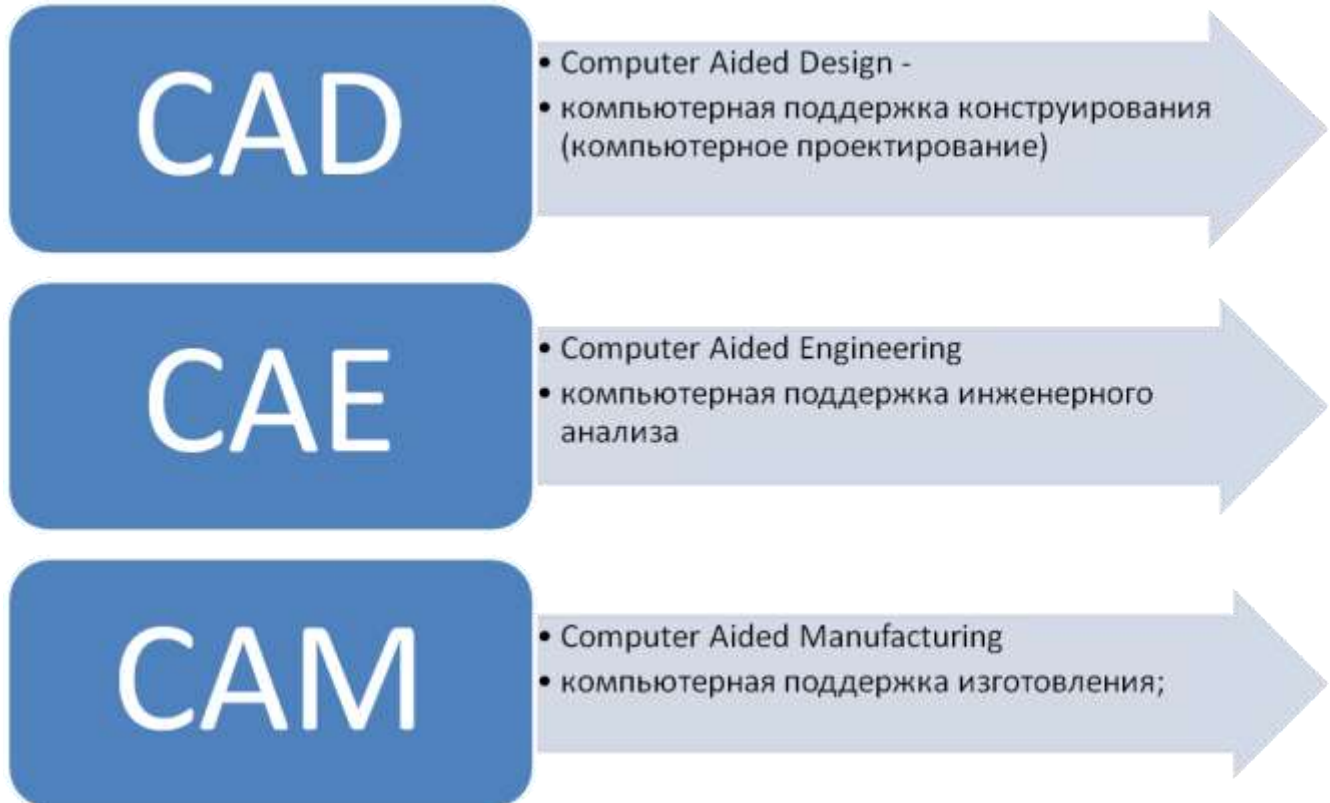 CAD
• Computer Aided Design -
• компьютерная поддержка конструирования
(компьютерное проектирование)
CAE
• Computer Aided Engineering
• компьютерная поддержка инженерного
анализа
CAM
• Computer Aided Manufacturing
• компьютерная поддержка изготовления;